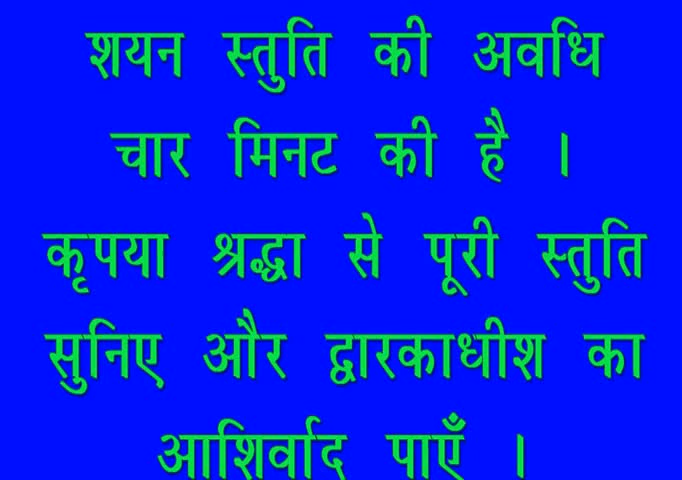 शयन स्तुति की अवधि
चार मिनट की है ।
कृपया श्रद्धा से पूरी स्तुति
सुनिए और द्वारकाधीश का
आशिर्वाद पाएँ ।